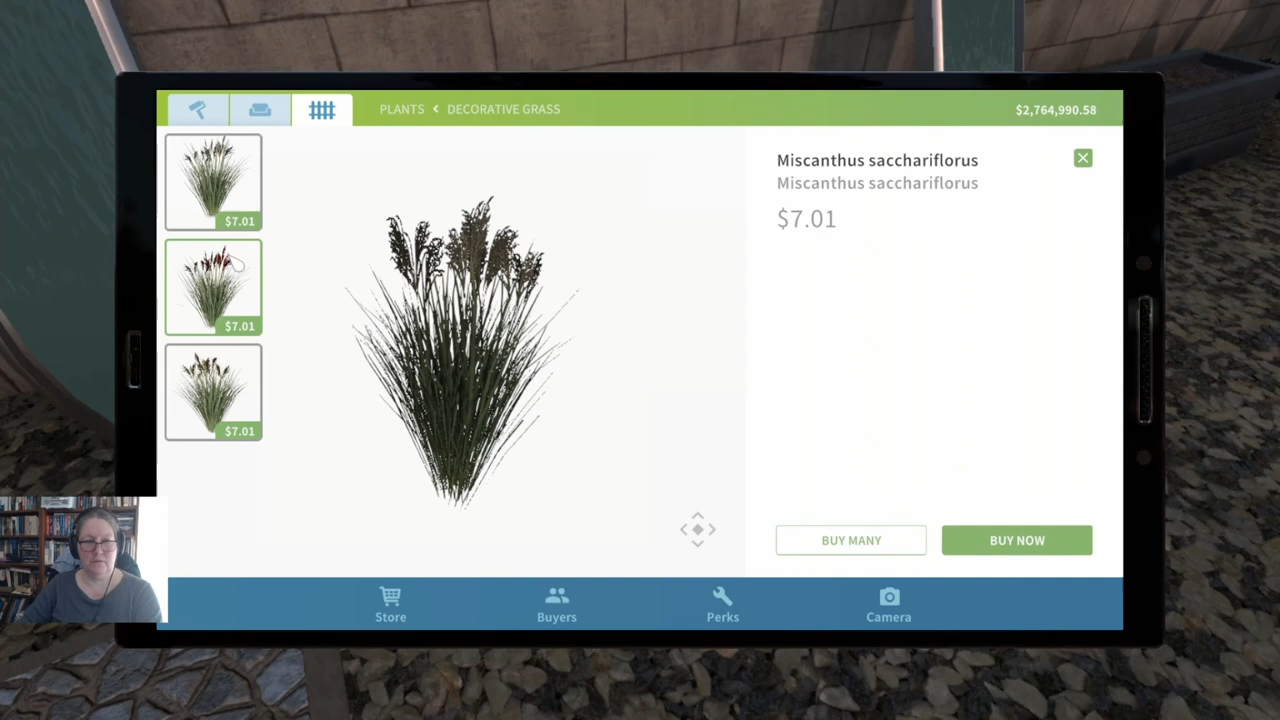 PLANTS < DECORATIVE GRASS
$2,764,990.58
$7.01
$7.01
$7.01
Miscanthus sacchariflorus
Miscanthus sacchariflorus
$7.01
BUY MANY
BUY NOW
Store
Buyers
Perks
Camera